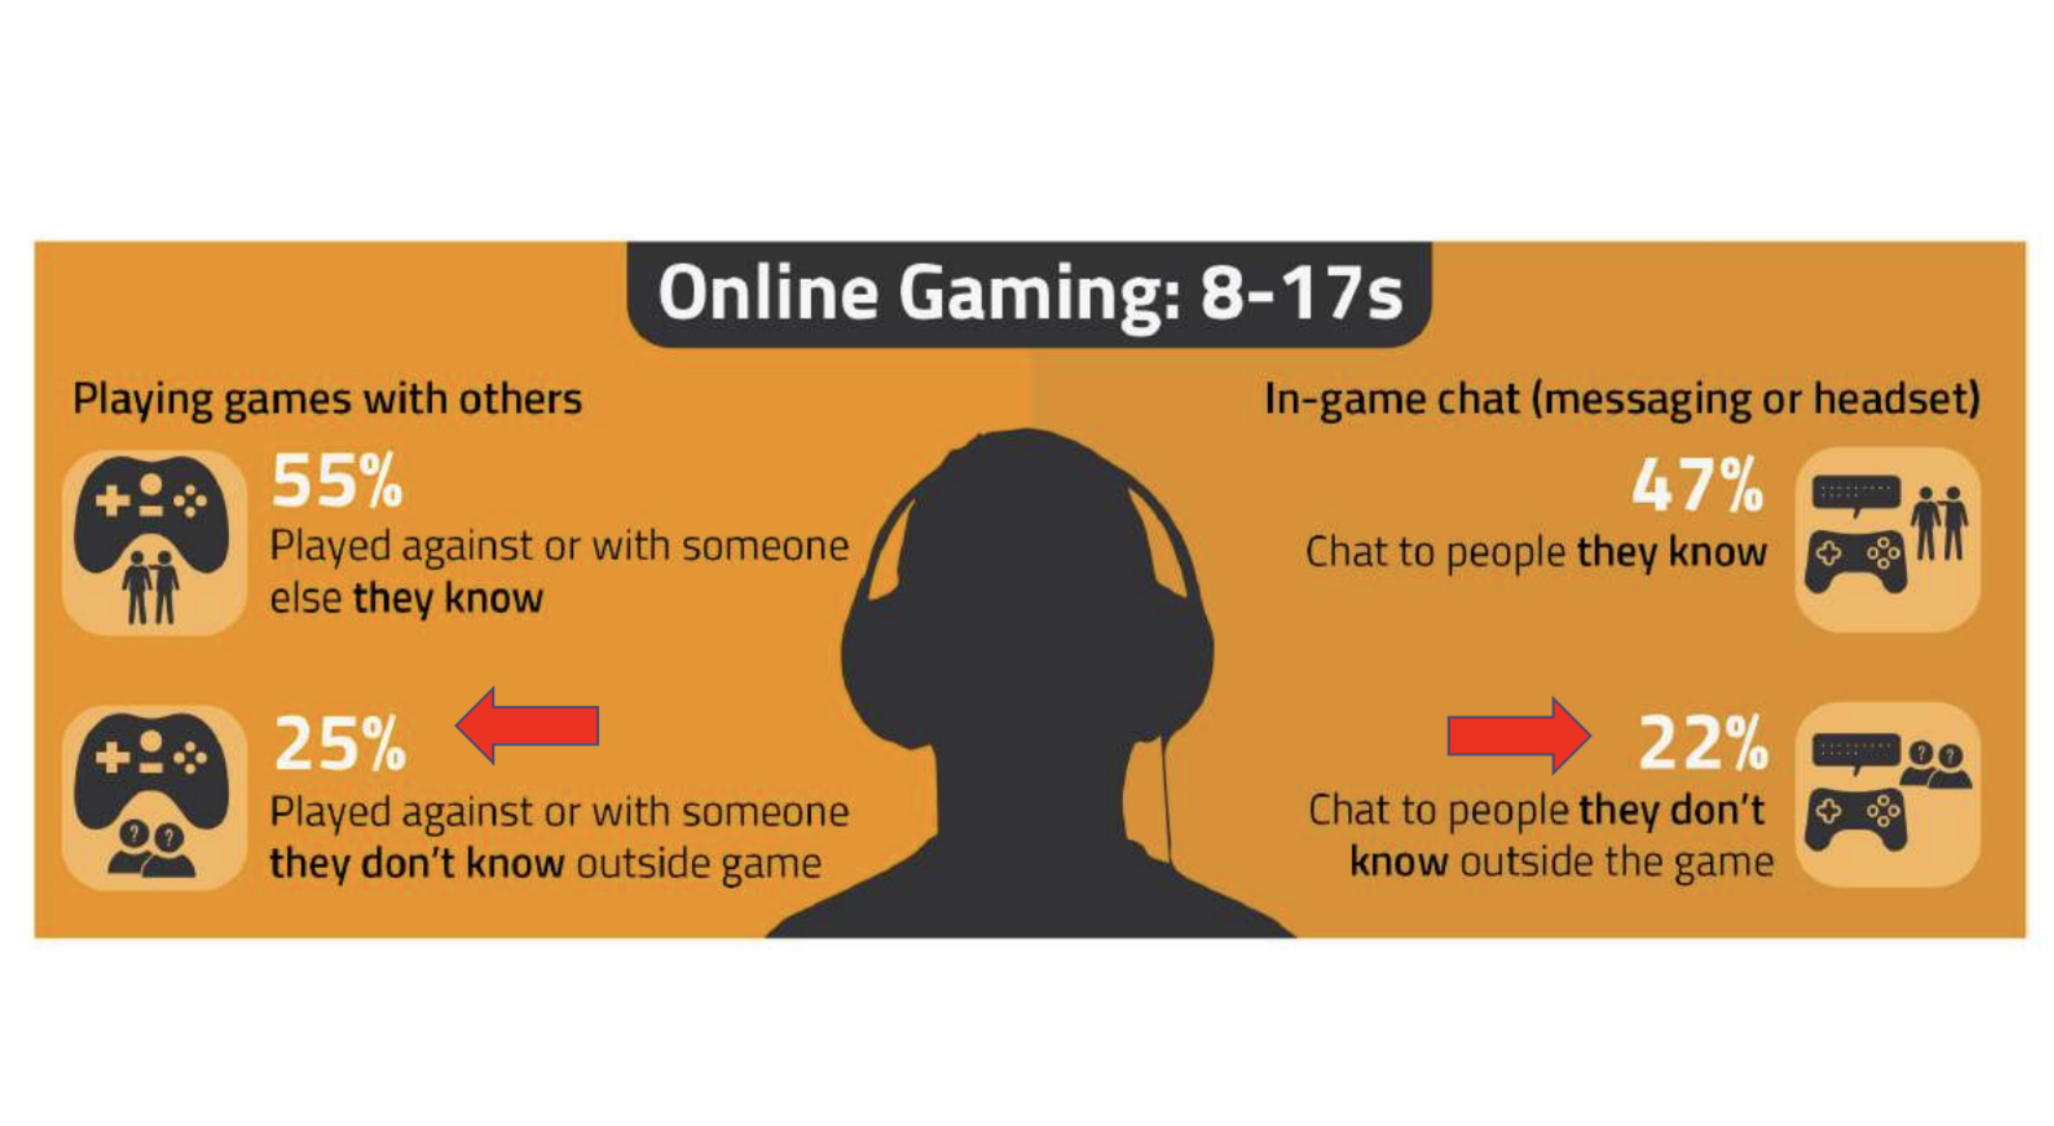 Online Gaming: 8-17s
Playing games with others
55%
Played against or with someone
else they know
25%
Played against or with someone
they don't know outside game
In-game chat (messaging or headset)
47%
Chat to people they know
22%
Chat to people they don't
know outside the game